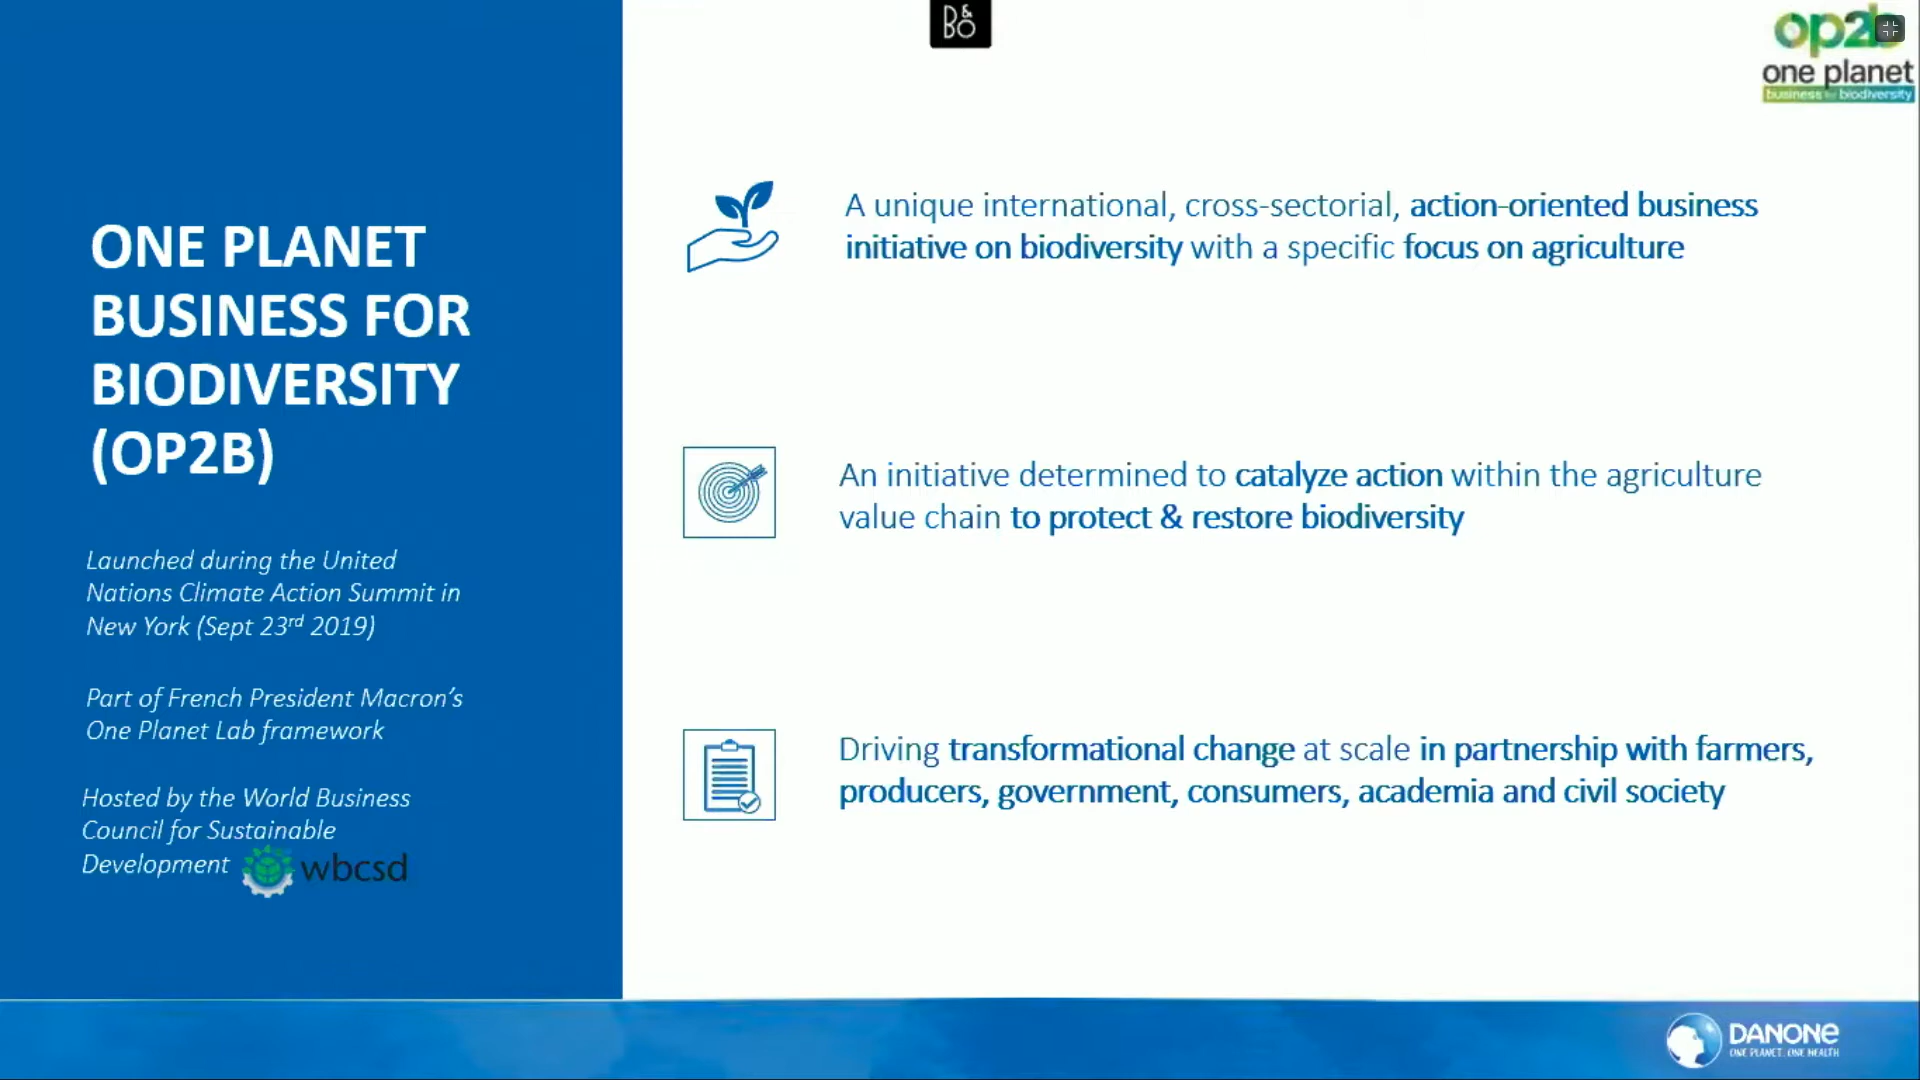 B&O
op2b
one planet
business for biodiversity
ONE PLANET
BUSINESS FOR
BIODIVERSITY
(OP2B)
Launched during the United
Nations Climate Action Summit in
New York (Sept 23rd 2019)
Part of French President Macron's
One Planet Lab framework
Hosted by the World Business
Council for Sustainable
Development wbcsd
A unique international, cross-sectorial, action-oriented business
initiative on biodiversity with a specific focus on agriculture
An initiative determined to catalyze action within the agriculture
value chain to protect & restore biodiversity
Driving transformational change at scale in partnership with farmers,
producers, government, consumers, academia and civil society
DANONE
ONE PLANET. ONE HEALTH